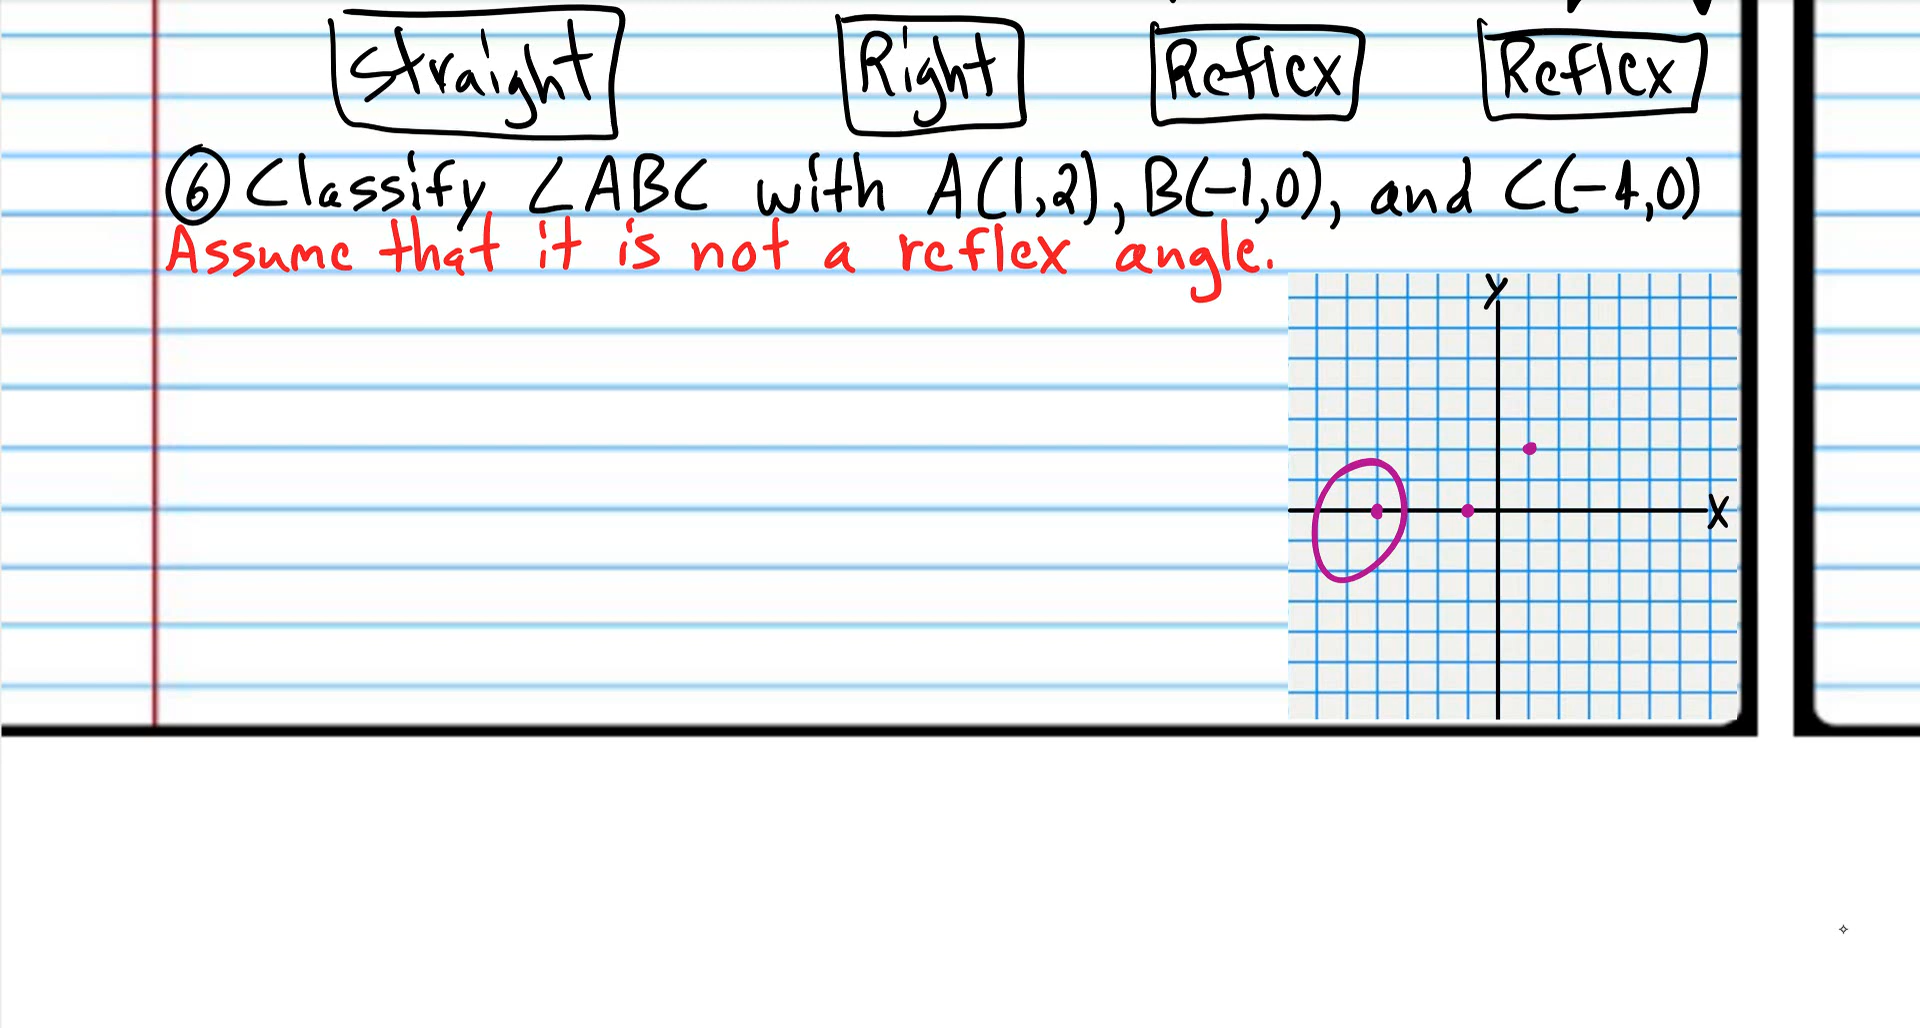 Straight Right Reflex Reflex
⑥ Classify ∠ABC with A(1,2), B(-1,0), and C(-4,0)
Assume that it is not a reflex angle.
y
x